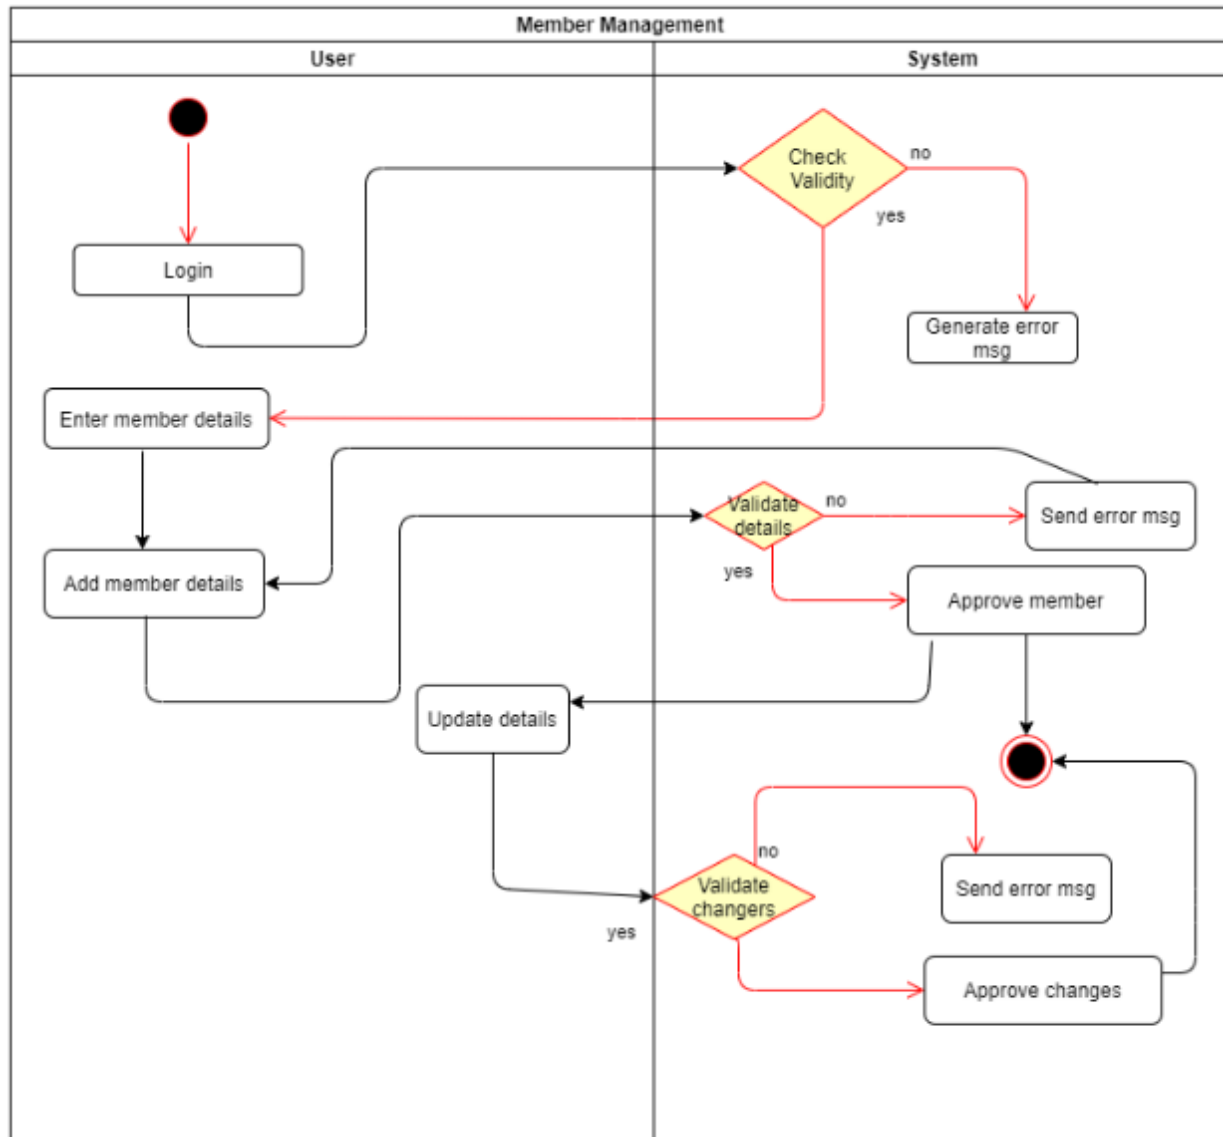 Member Management
User
System
Check
Validity
no
yes
Login
Generate error
msg
Enter member details
Validate
details
no
Send error msg
yes
Add member details
Approve member
Update details
no
Validate
changers
Send error msg
yes
Approve changes